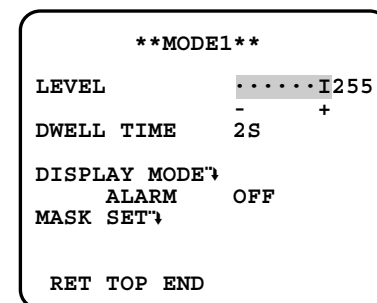 **MODE1**
LEVEL ······I255
- +
DWELL TIME 2S
DISPLAY MODE↴
ALARM OFF
MASK SET↴
RET TOP END